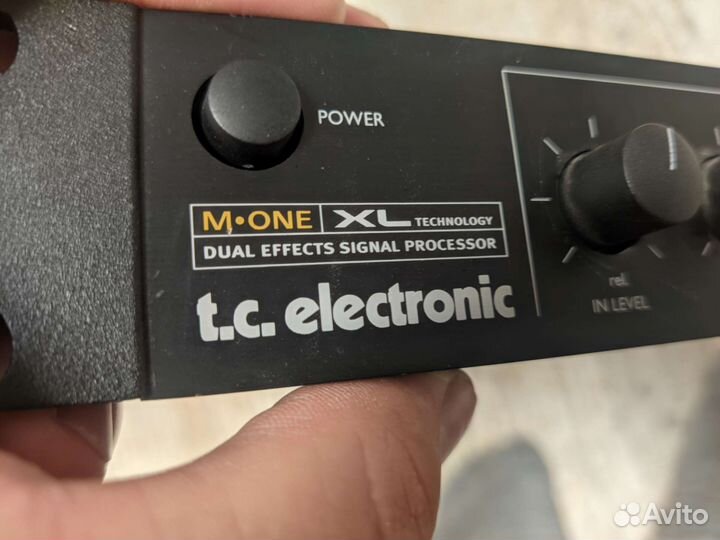 POWER
M•ONE XL TECHNOLOGY
DUAL EFFECTS SIGNAL PROCESSOR
t.c. electronic
rel.
IN LEVEL
Avito